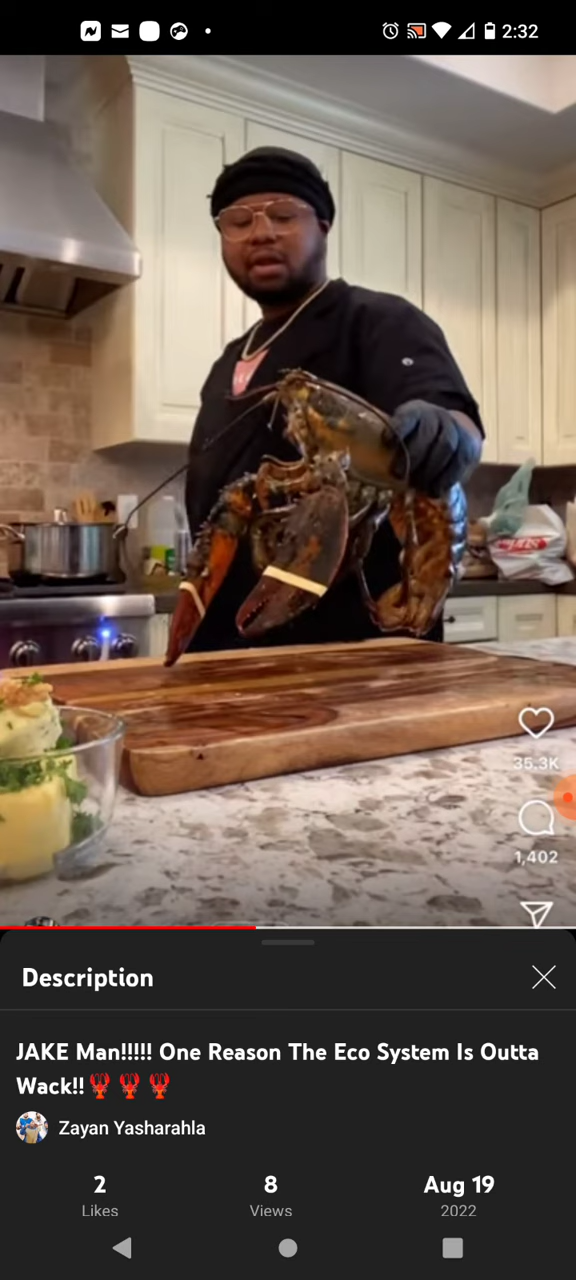 2:32
35.3K
1,402
Description
JAKE Man!!!!! One Reason The Eco System Is Outta
Wack!!🦞🦞🦞
Zayan Yasharahla
2 8 Aug 19
Likes Views 2022